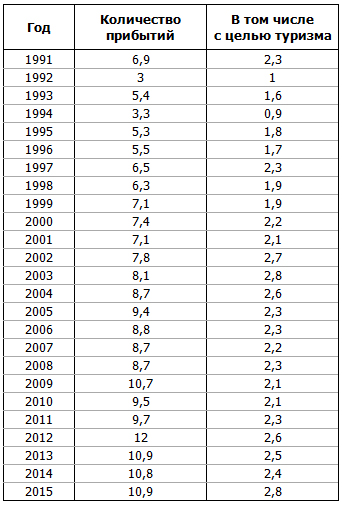 Год Количество прибытий В том числе с целью туризма
1991 6,9 2,3
1992 3 1
1993 5,4 1,6
1994 3,3 0,9
1995 5,3 1,8
1996 5,5 1,7
1997 6,5 2,3
1998 6,3 1,9
1999 7,1 1,9
2000 7,4 2,2
2001 7,1 2,1
2002 7,8 2,7
2003 8,1 2,8
2004 8,7 2,6
2005 9,4 2,3
2006 8,8 2,3
2007 8,7 2,2
2008 8,7 2,3
2009 10,7 2,1
2010 9,5 2,1
2011 9,7 2,3
2012 12 2,6
2013 10,9 2,5
2014 10,8 2,4
2015 10,9 2,8